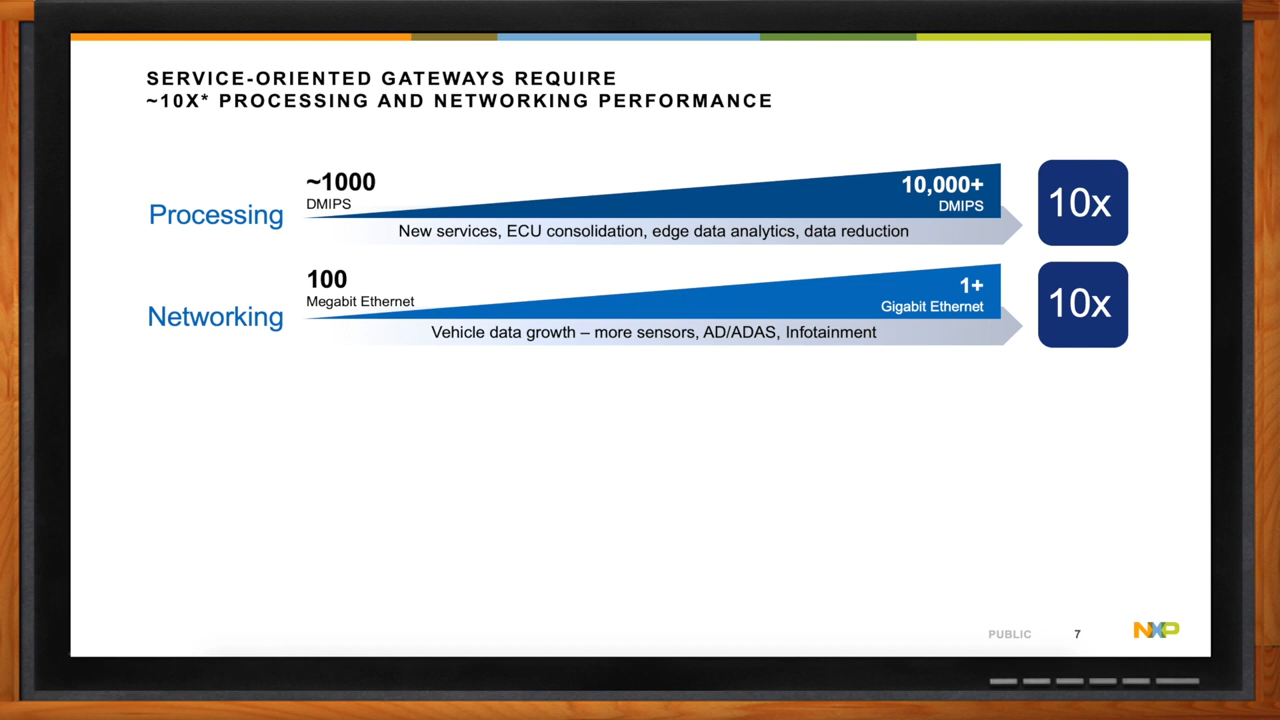 SERVICE-ORIENTED GATEWAYS REQUIRE
~10X* PROCESSING AND NETWORKING PERFORMANCE
Processing
~1000
DMIPS
10,000+
DMIPS
New services, ECU consolidation, edge data analytics, data reduction
10x
Networking
100
Megabit Ethernet
1+
Gigabit Ethernet
Vehicle data growth – more sensors, AD/ADAS, Infotainment
10x
PUBLIC
7
NXP